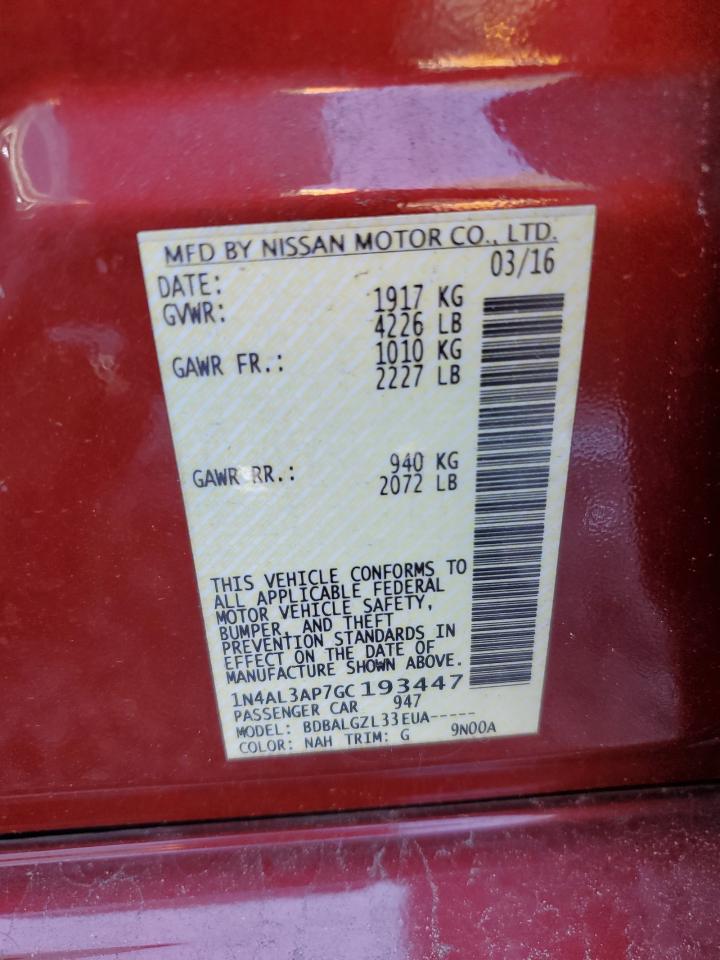 MFD BY NISSAN MOTOR CO., LTD.
DATE: 03/16
GVWR: 1917 KG
4226 LB
GAWR FR.: 1010 KG
2227 LB
GAWR RR.: 940 KG
2072 LB
THIS VEHICLE CONFORMS TO
ALL APPLICABLE FEDERAL
MOTOR VEHICLE SAFETY,
BUMPER, AND THEFT
PREVENTION STANDARDS IN
EFFECT ON THE DATE OF
MANUFACTURE SHOWN ABOVE.
1N4AL3AP7GC193447
PASSENGER CAR 947
MODEL: BDBALGZL33EUA-----
COLOR: NAH TRIM: G 9N00A